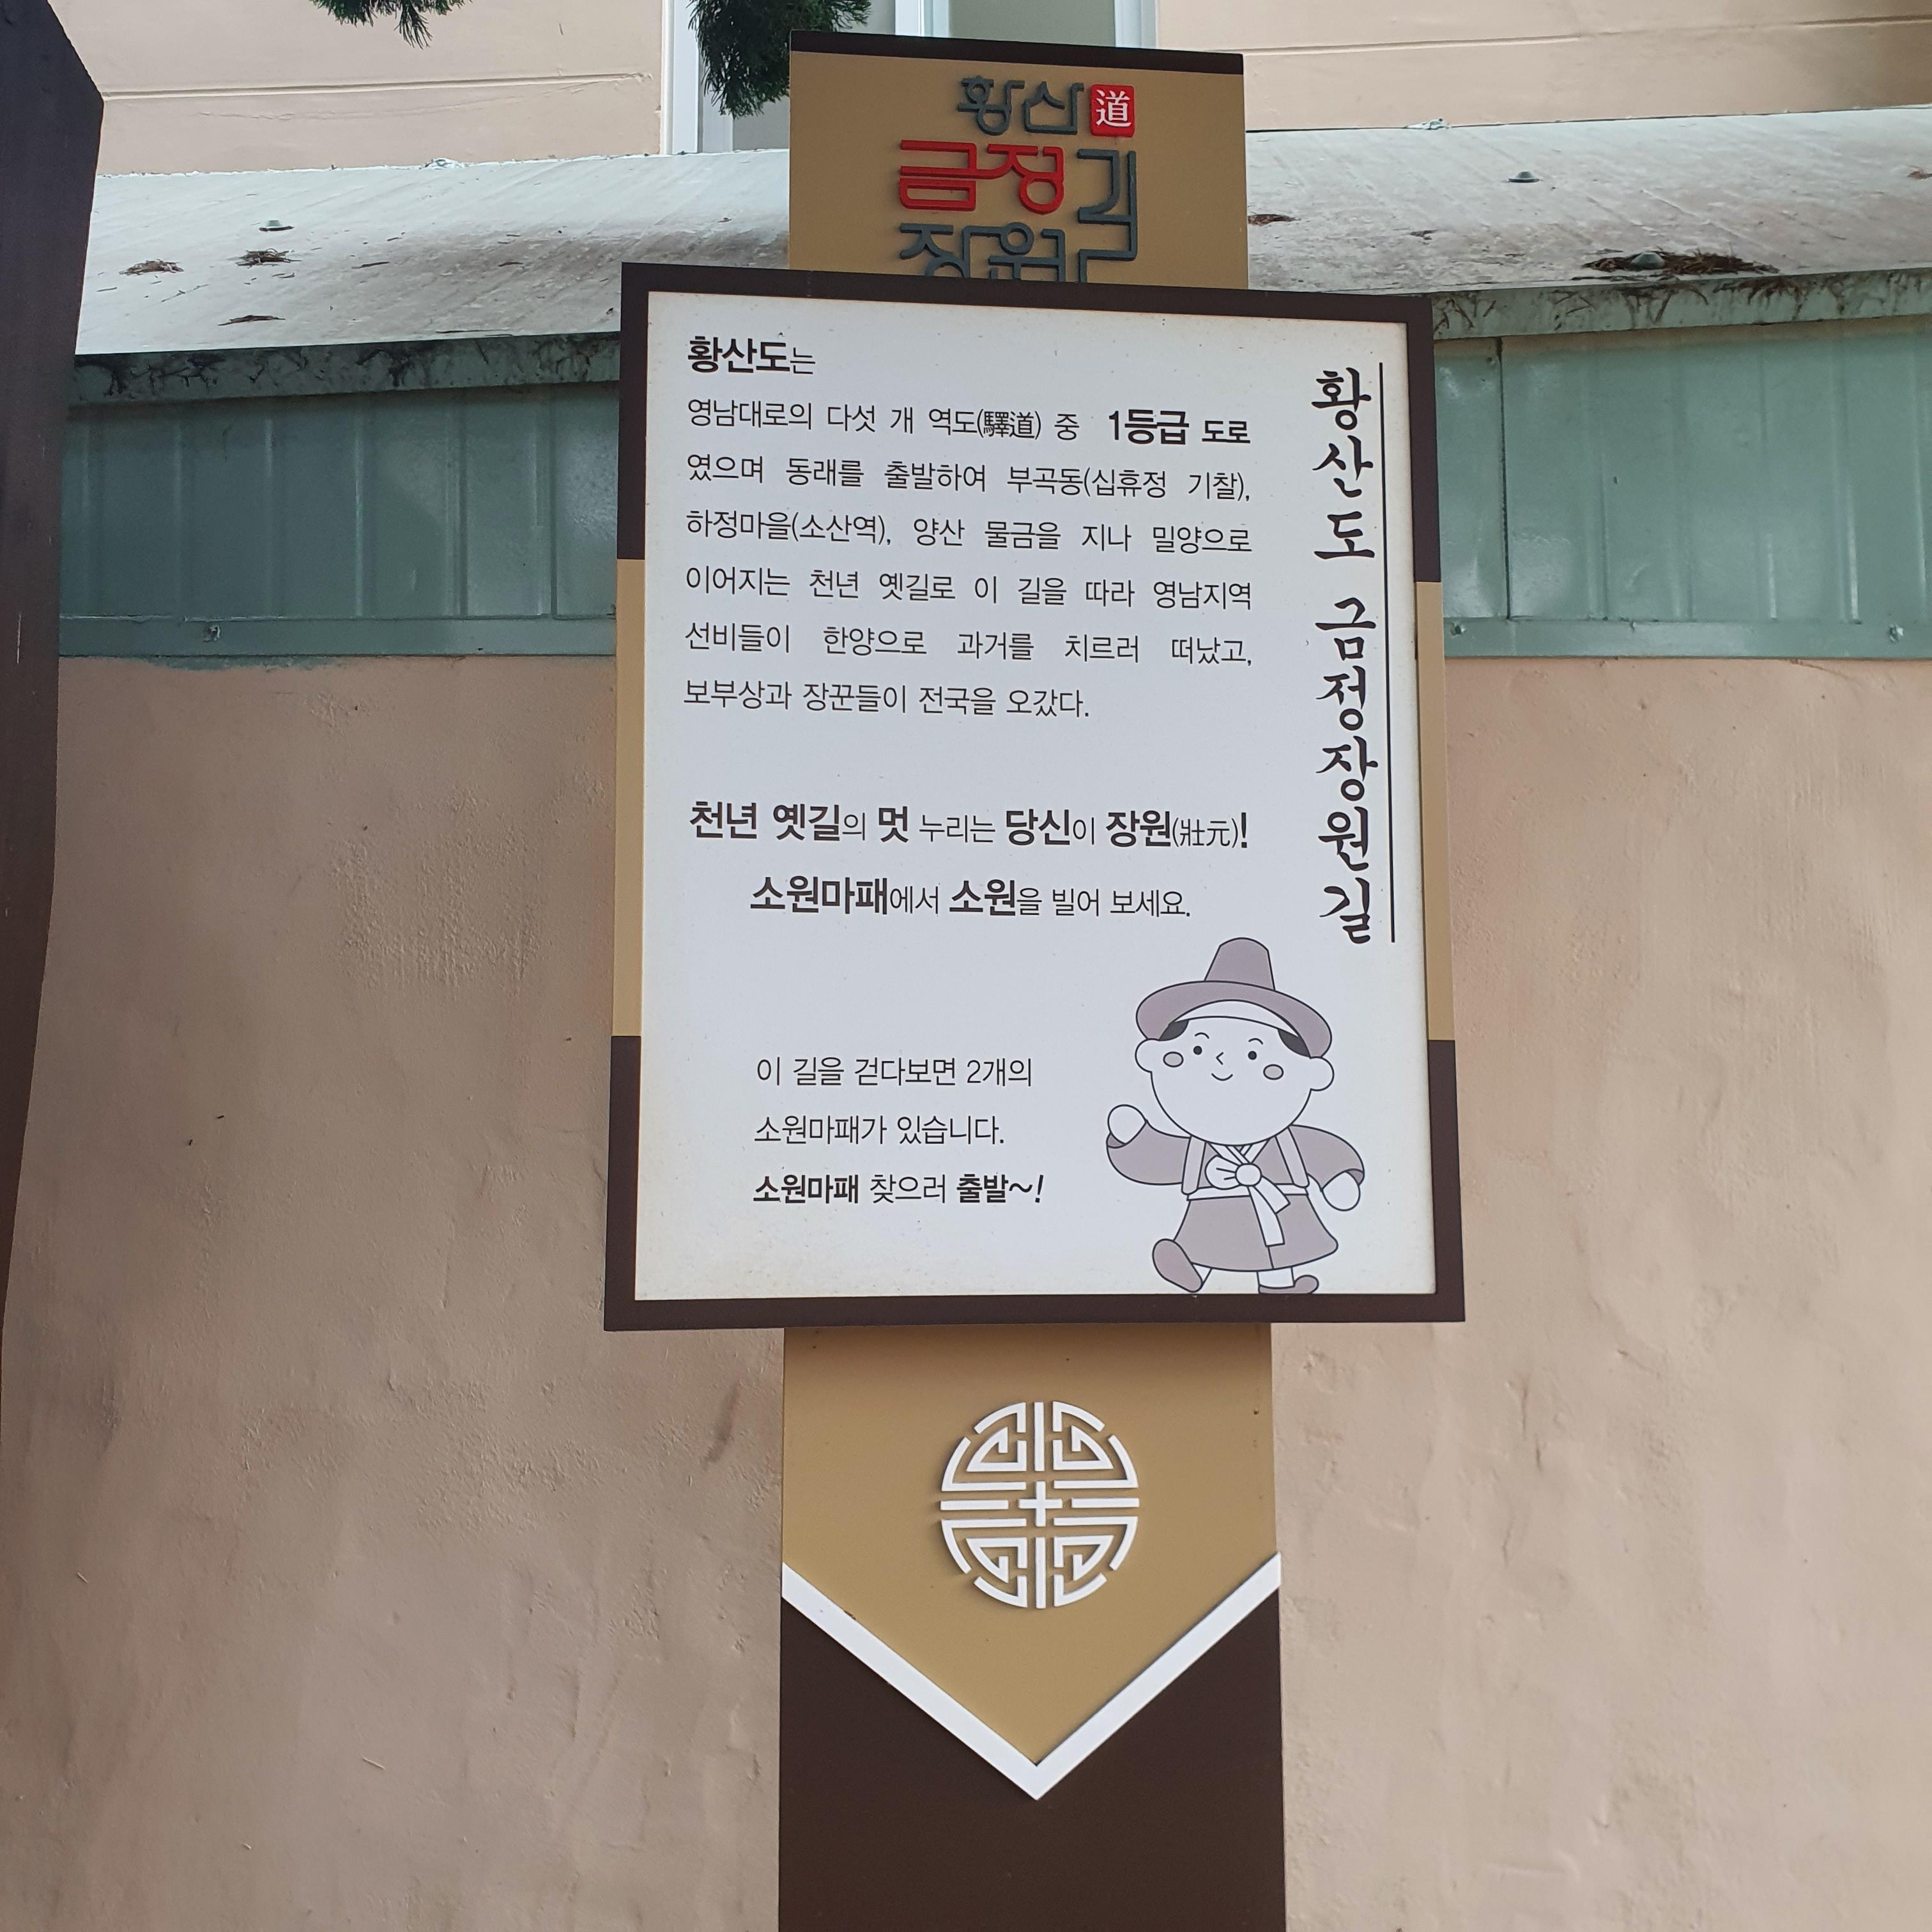 황산道
금정길
장원
황산도 금정장원길
황산도는
영남대로의 다섯 개 역도(驛道) 중 1등급 도로
였으며 동래를 출발하여 부곡동(십휴정 기찰),
하정마을(소산역), 양산 물금을 지나 밀양으로
이어지는 천년 옛길로 이 길을 따라 영남지역
선비들이 한양으로 과거를 치르러 떠났고,
보부상과 장꾼들이 전국을 오갔다.
천년 옛길의 멋 누리는 당신이 장원(壯元)!
소원마패에서 소원을 빌어 보세요.
이 길을 걷다보면 2개의
소원마패가 있습니다.
소원마패 찾으러 출발~!